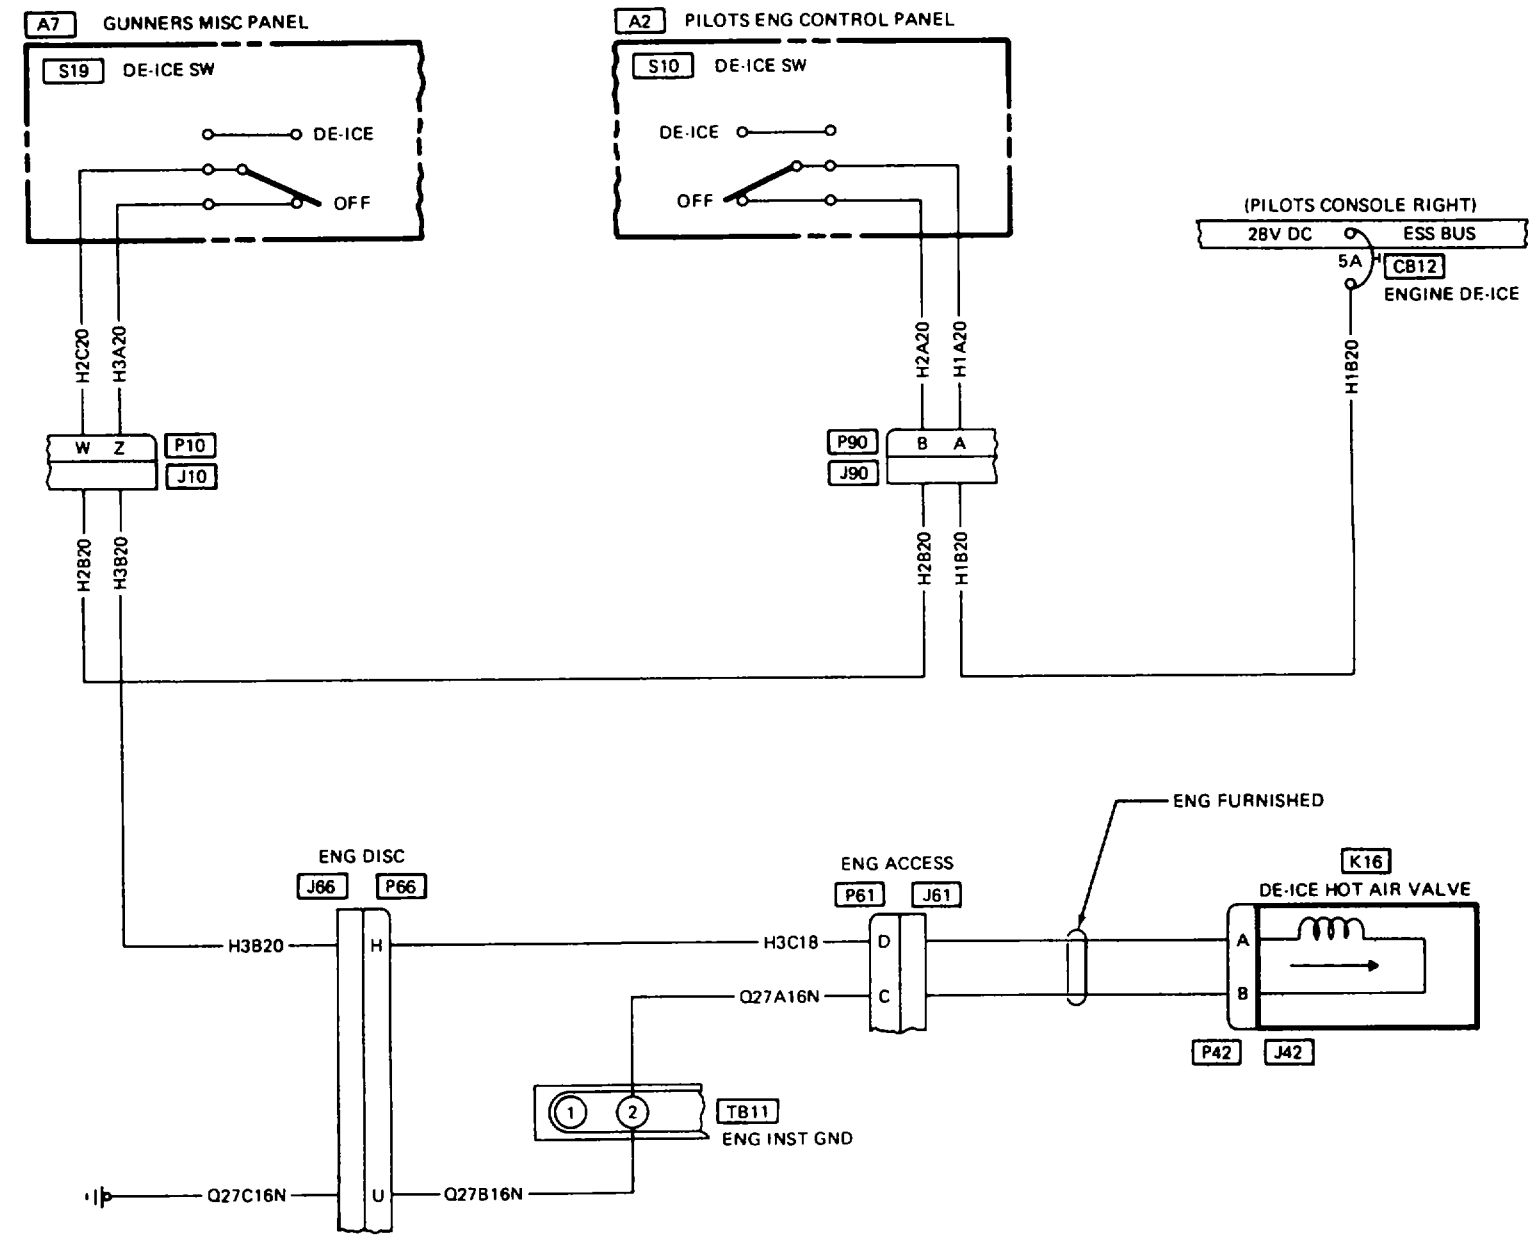 A7 GUNNERS MISC PANEL
S19 DE-ICE SW
DE-ICE
OFF
A2 PILOTS ENG CONTROL PANEL
S10 DE-ICE SW
DE-ICE
OFF
(PILOTS CONSOLE RIGHT)
28V DC ESS BUS
5A CB12
ENGINE DE-ICE
H2C20
H3A20
H2A20
H1A20
H1B20
W Z P10
J10
P90 B A
J90
H2B20
H3B20
H2B20
H1B20
ENG FURNISHED
ENG DISC
J66 P66
ENG ACCESS
P61 J61
K16
DE-ICE HOT AIR VALVE
H3B20 H H3C18 D A
Q27A16N C B
P42 J42
1 2 TB11
ENG INST GND
Q27C16N U Q27B16N